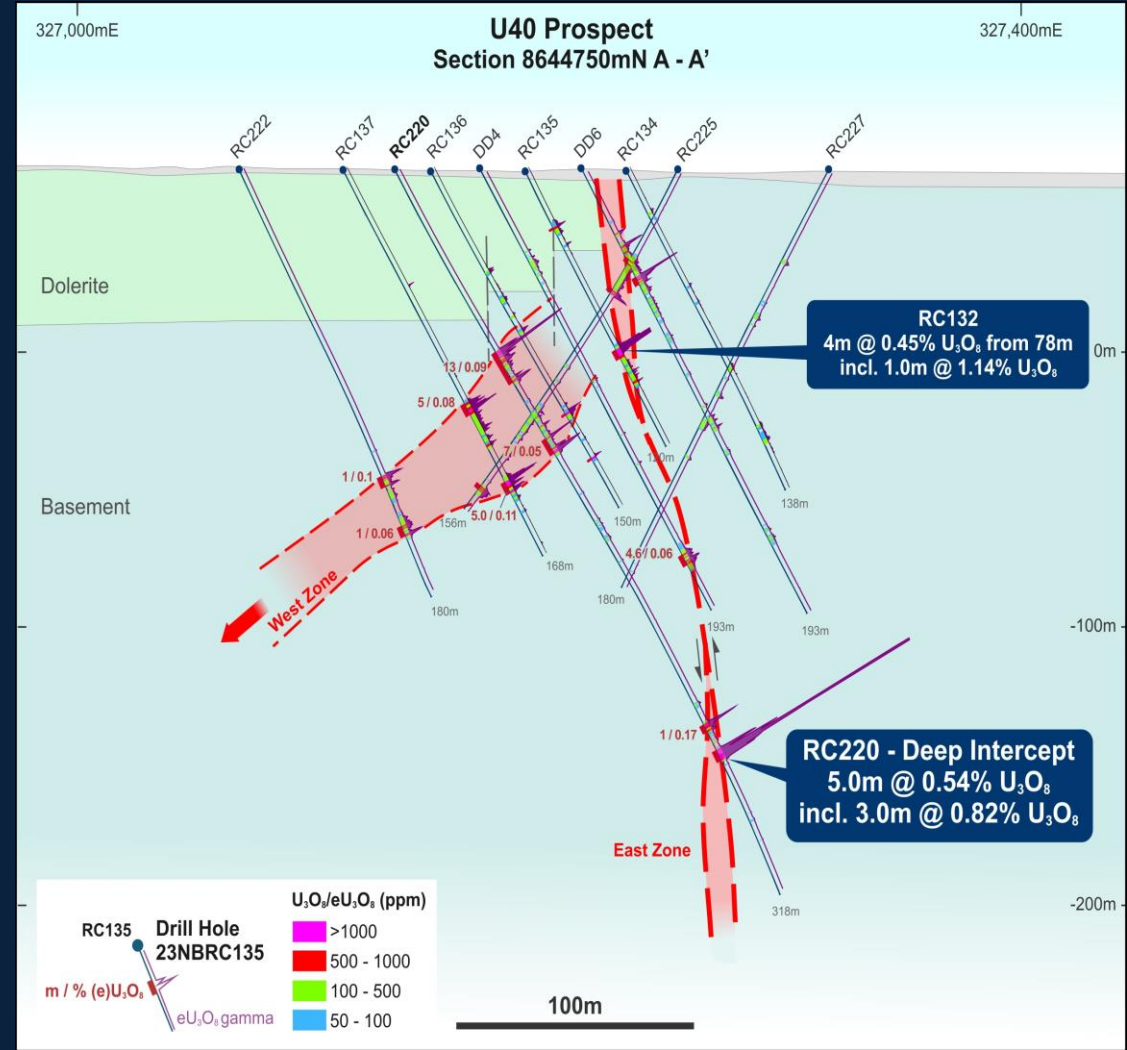 327,000mE
U40 Prospect
Section 8644750mN A - A'
327,400mE
RC222
RC137
RC220
RC136
DD4
RC135
DD6
RC134
RC225
RC227
Dolerite
Basement
RC132
4m @ 0.45% U₃O₈ from 78m
incl. 1.0m @ 1.14% U₃O₈
0m
13 / 0.09
5 / 0.08
7 / 0.05
120m
1 / 0.1
156m
5.0 / 0.11
150m
138m
1 / 0.06
168m
4.6 / 0.06
180m
180m
193m
193m
West Zone
-100m
1 / 0.17
RC220 - Deep Intercept
5.0m @ 0.54% U₃O₈
incl. 3.0m @ 0.82% U₃O₈
East Zone
318m
-200m
RC135
Drill Hole
23NBRC135
m / % (e)U₃O₈
eU₃O₈ gamma
U₃O₈/eU₃O₈ (ppm)
>1000
500 - 1000
100 - 500
50 - 100
100m